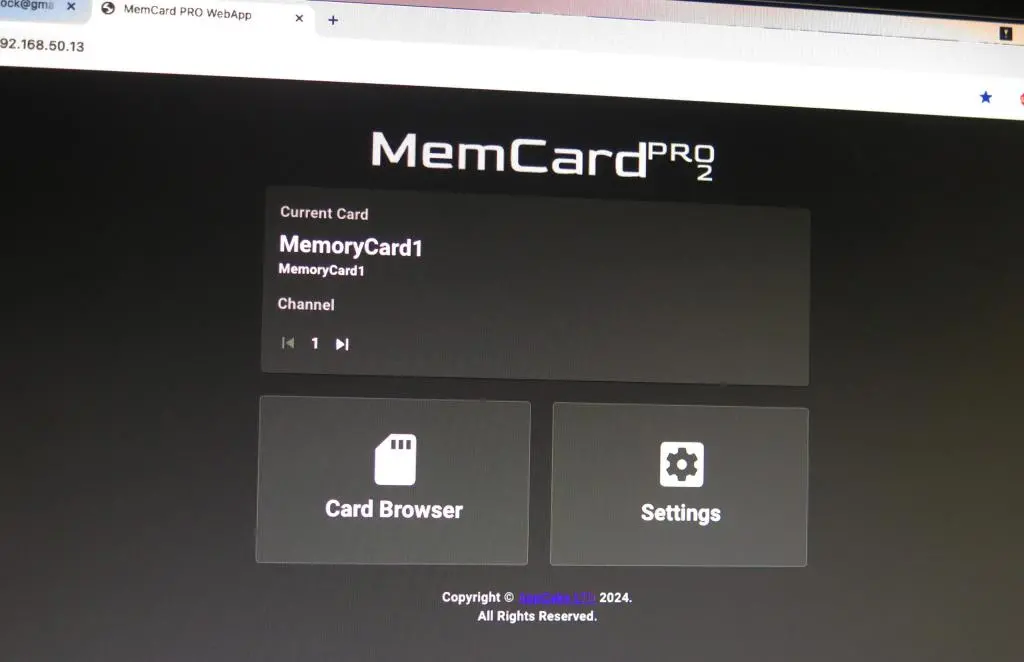 ock@gma
MemCard PRO WebApp
92.168.50.13
MemCard PRO 2
Current Card
MemoryCard1
MemoryCard1
Channel
1
Card Browser
Settings
Copyright © 2024.
All Rights Reserved.